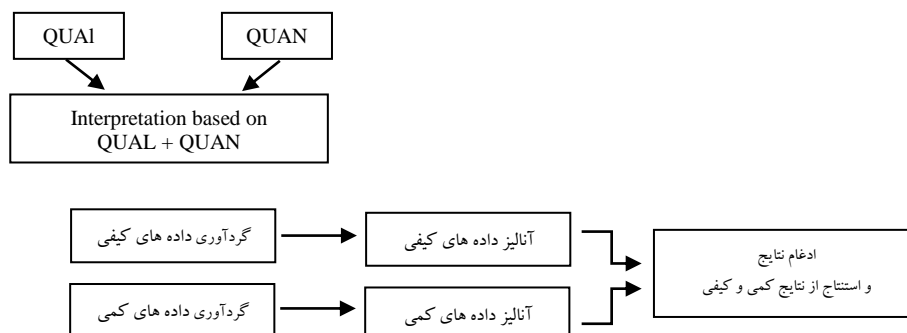 QUAl
QUAN
Interpretation based on
QUAL + QUAN
گردآوری داده های کیفی
آنالیز داده های کیفی
ادغام نتایج
و استنتاج از نتایج کمی و کیفی
گردآوری داده های کمی
آنالیز داده های کمی